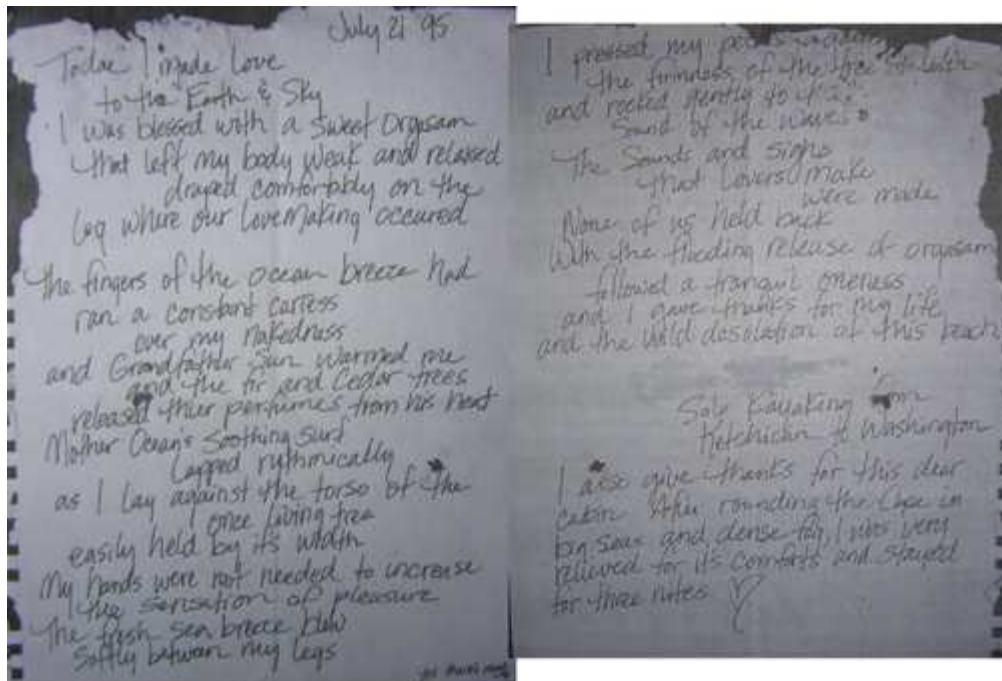 July 21 95
Today I made Love
to the Earth & Sky
I was blessed with a sweet Orgasam
that left my body weak and relaxed
draped comfortably on the
log where our lovemaking occured
the fingers of the ocean breeze had
ran a constant carress
over my nakedness
and Grandfather Sun warmed me
and the fir and Cedar trees
released thier perfumes from his heat
Mother Oceans Soothing surf
Lapped rythmically
as I lay against the torso of the
once living tree
easily held by its width
My hands were not needed to increase
the sensation of pleasure
The fresh sea breeze blew
Softly between my legs
I pressed my against
the firmness of the tree
and rocked gently to the
Sound of the waves
The Sounds and sighs
that Lovers make
were made
None of us held back
With the flooding release of orgasam
followed a tranquil oneness
and I gave thanks for my life
and the wild desolation of this beach
Solo Kayaking from
Ketchican to Washington
I also give thanks for this dear
cabin After rounding the Cape in
big seas and dense fog, I was very
relieved for its comforts and stayed
for three nites